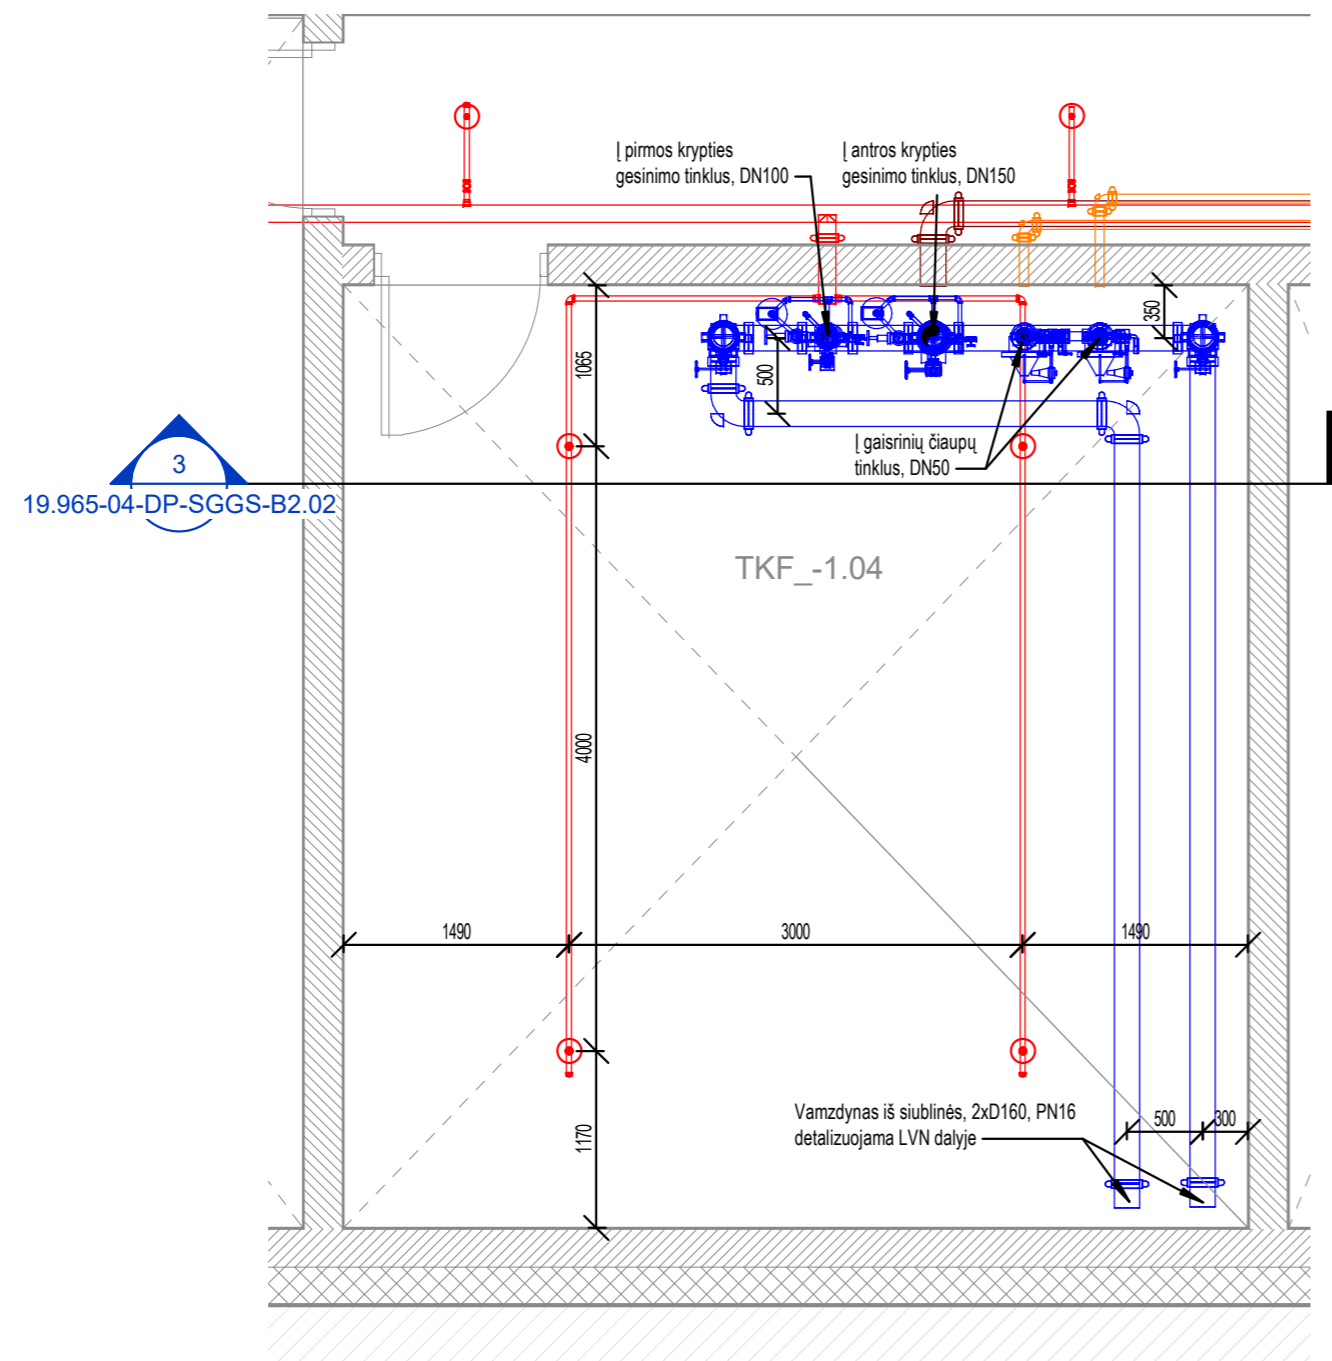 Į pirmos krypties
gesinimo tinklus, DN100
Į antros krypties
gesinimo tinklus, DN150
350
1065
500
Į gaisrinių čiaupų
tinklus, DN50
3
19.965-04-DP-SGGS-B2.02
TKF_-1.04
4000
1490
3000
1490
Vamzdynas iš siublinės, 2xD160, PN16
detalizuojama LVN dalyje
500
300
1170